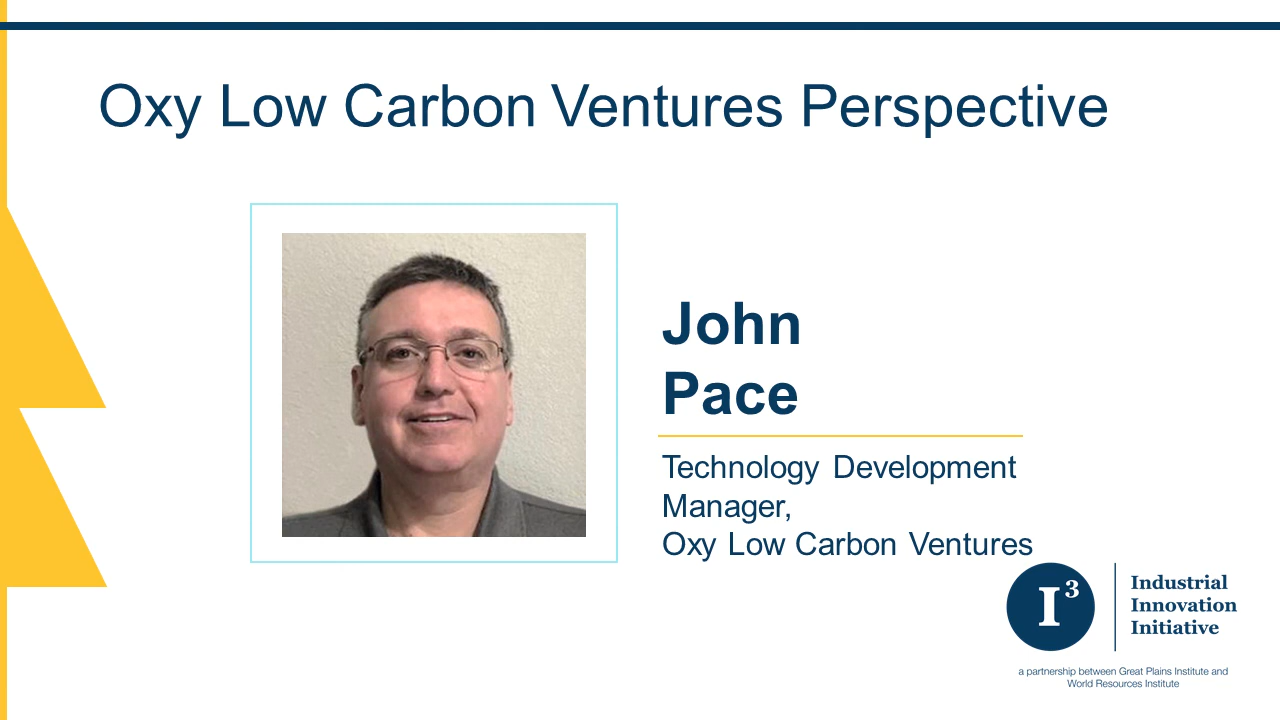 Oxy Low Carbon Ventures Perspective
John
Pace
Technology Development
Manager,
Oxy Low Carbon Ventures
I³
Industrial
Innovation
Initiative
a partnership between Great Plains Institute and
World Resources Institute